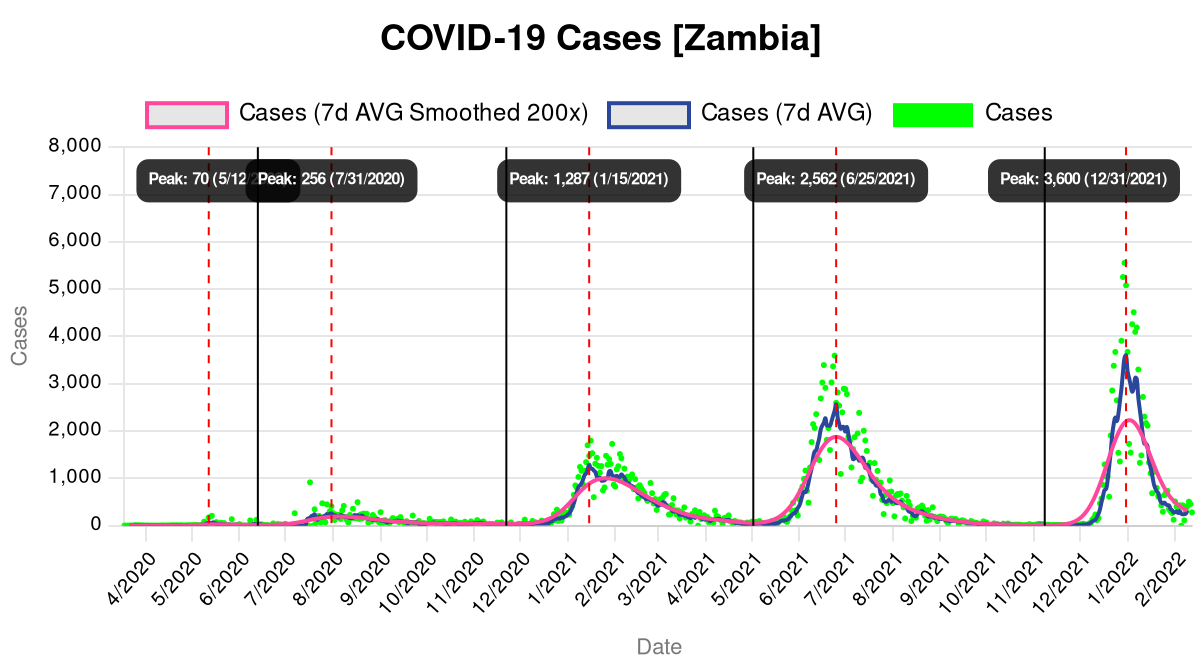 COVID-19 Cases [Zambia]
Cases (7d AVG Smoothed 200x) Cases (7d AVG) Cases
8,000
Peak: 70 (5/12/2 Peak: 256 (7/31/2020) Peak: 1,287 (1/15/2021) Peak: 2,562 (6/25/2021) Peak: 3,600 (12/31/2021)
7,000
6,000
5,000
4,000
3,000
2,000
1,000
0
Cases
4/2020 5/2020 6/2020 7/2020 8/2020 9/2020 10/2020 11/2020 12/2020 1/2021 2/2021 3/2021 4/2021 5/2021 6/2021 7/2021 8/2021 9/2021 10/2021 11/2021 12/2021 1/2022 2/2022
Date